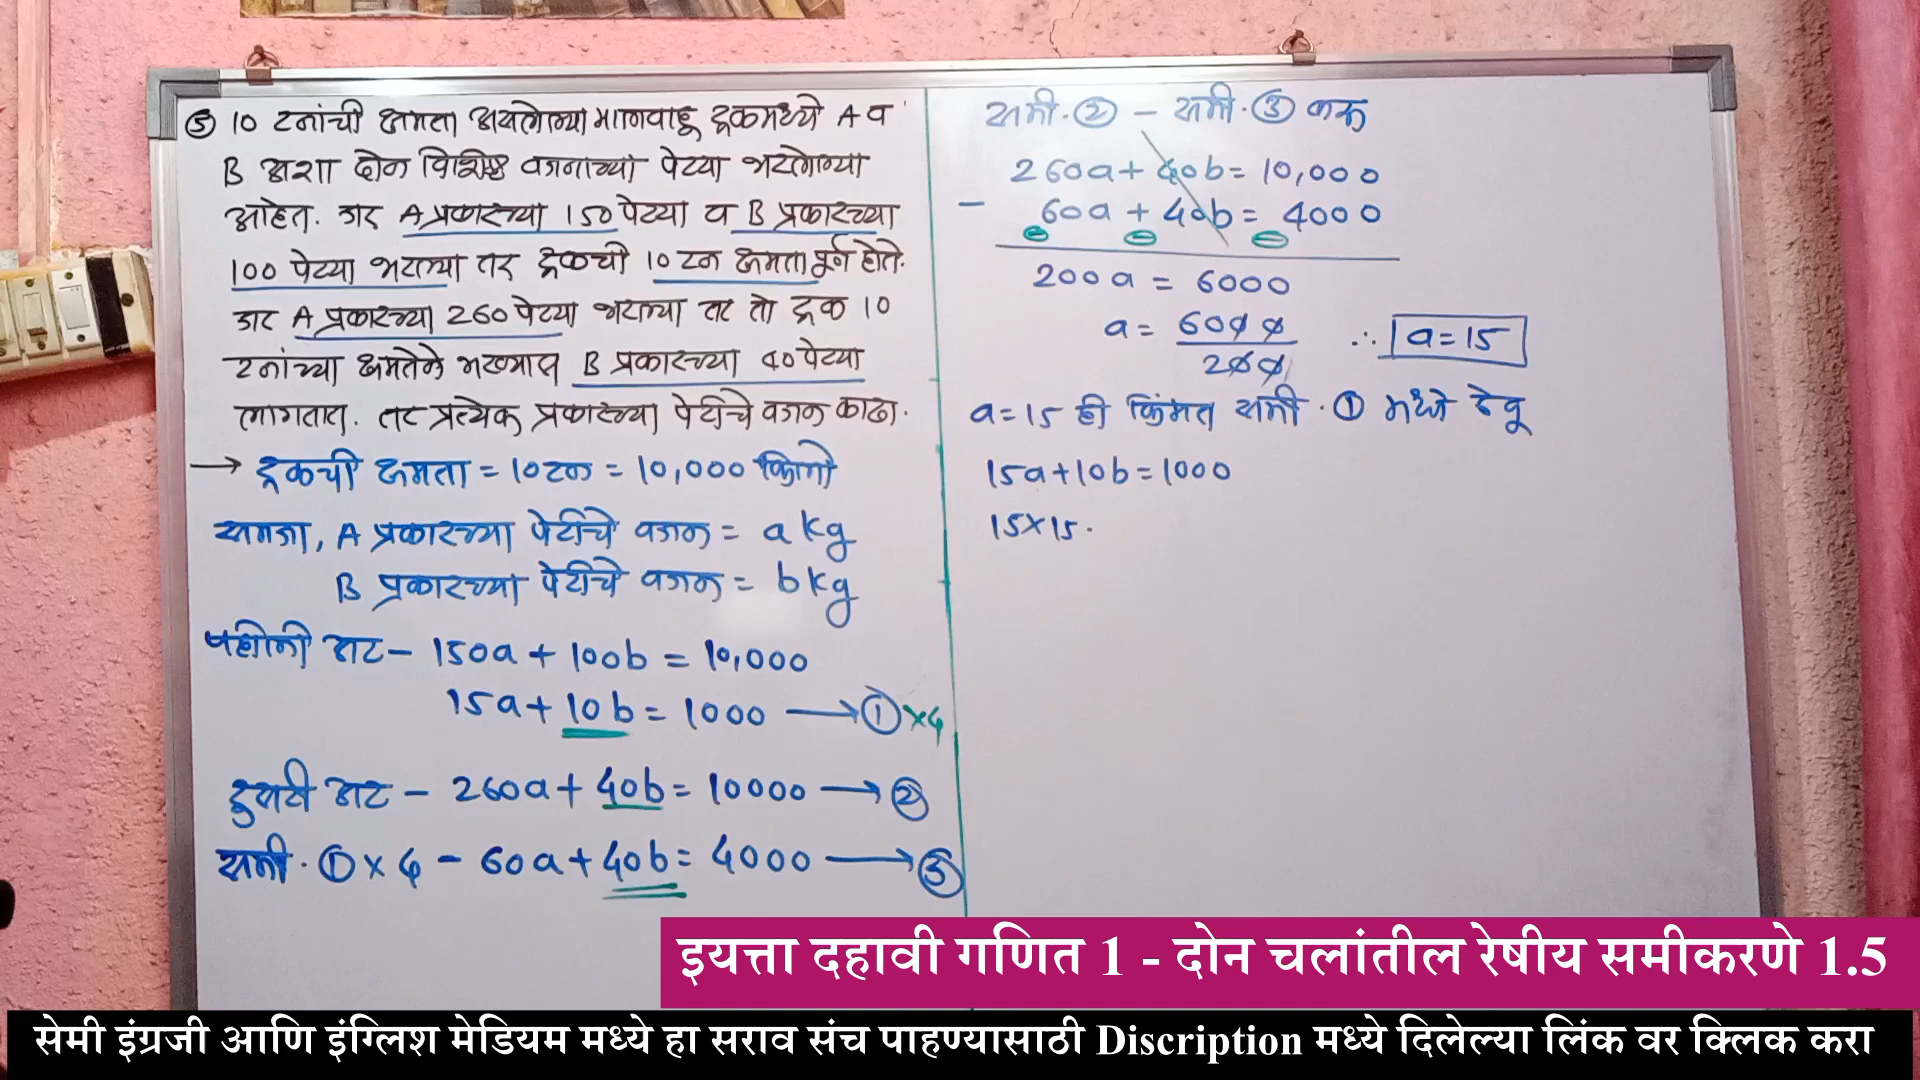 ⑤ 10 टनांची क्षमता असलेल्या मालवाहू ट्रकमध्ये A व
B अशा दोन विशिष्ट वजनाच्या पेट्या भरलेल्या
आहेत. जर A प्रकारच्या 150 पेट्या व B प्रकारच्या
100 पेट्या भरल्या तर ट्रकची 10 टन क्षमता पूर्ण होते.
जर A प्रकारच्या 260 पेट्या भरल्या तर तो ट्रक 10
टनांच्या क्षमतेने भरण्यास B प्रकारच्या 40 पेट्या
लागतात. तर प्रत्येक प्रकारच्या पेटीचे वजन काढा.
→ ट्रकची क्षमता = 10 टन = 10,000 किलो
समजा, A प्रकारच्या पेटीचे वजन = a kg
B प्रकारच्या पेटीचे वजन = b kg
पहिली अट - 150a + 100b = 10,000
15a + 10b = 1000 → ① ×4
दुसरी अट - 260a + 40b = 10000 → ②
समी. ① × 4 - 60a + 40b = 4000 → ③
समी. ② - समी. ③ करू
260a + 40b = 10,000
- 60a + 40b = 4000
200a = 6000
a = 6000/200 ∴ a = 15
a = 15 ही किंमत समी. ① मध्ये ठेवू
15a + 10b = 1000
15×15.
इयत्ता दहावी गणित 1 - दोन चलांतील रेषीय समीकरणे 1.5
सेमी इंग्रजी आणि इंग्लिश मेडियम मध्ये हा सराव संच पाहण्यासाठी Discription मध्ये दिलेल्या लिंक वर क्लिक करा